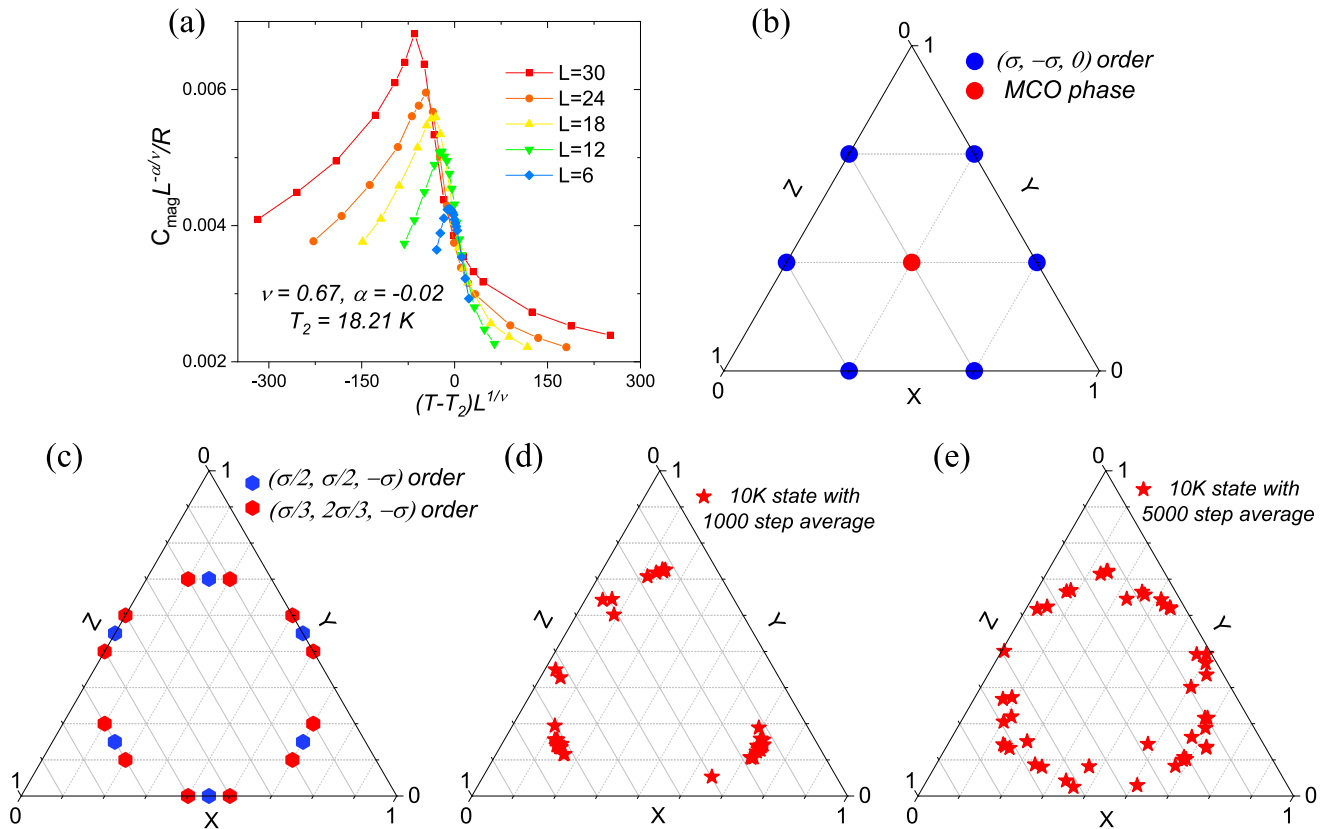 (a)
0.006
0.004
0.002
-300
-150
0
150
300
C_mag L^-α/ν/R
(T-T₂)L^1/ν
L=30
L=24
L=18
L=12
L=6
ν = 0.67, α = -0.02
T₂ = 18.21 K
(b)
0
1
(σ, −σ, 0) order
MCO phase
Z
Y
1
0
0
X
1
(c)
0
1
(σ/2, σ/2, −σ) order
(σ/3, 2σ/3, −σ) order
Z
Y
1
0
0
X
1
(d)
0
1
10K state with
1000 step average
Z
Y
1
0
0
X
1
(e)
0
1
10K state with
5000 step average
Z
Y
1
0
0
X
1